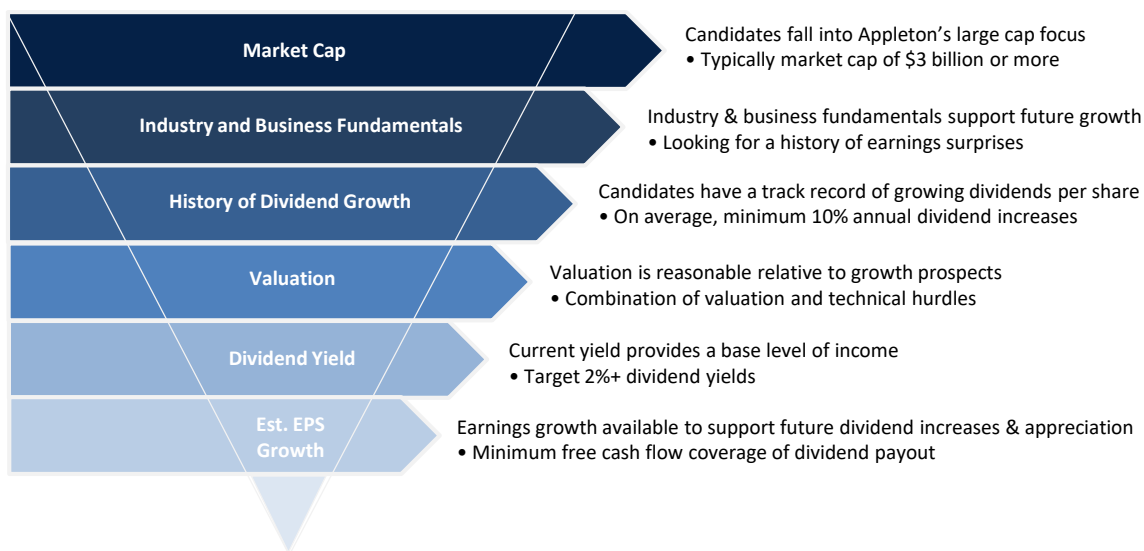 Market Cap
Candidates fall into Appleton’s large cap focus
• Typically market cap of $3 billion or more
Industry and Business Fundamentals
Industry & business fundamentals support future growth
• Looking for a history of earnings surprises
History of Dividend Growth
Candidates have a track record of growing dividends per share
• On average, minimum 10% annual dividend increases
Valuation
Valuation is reasonable relative to growth prospects
• Combination of valuation and technical hurdles
Dividend Yield
Current yield provides a base level of income
• Target 2%+ dividend yields
Est. EPS
Growth
Earnings growth available to support future dividend increases & appreciation
• Minimum free cash flow coverage of dividend payout